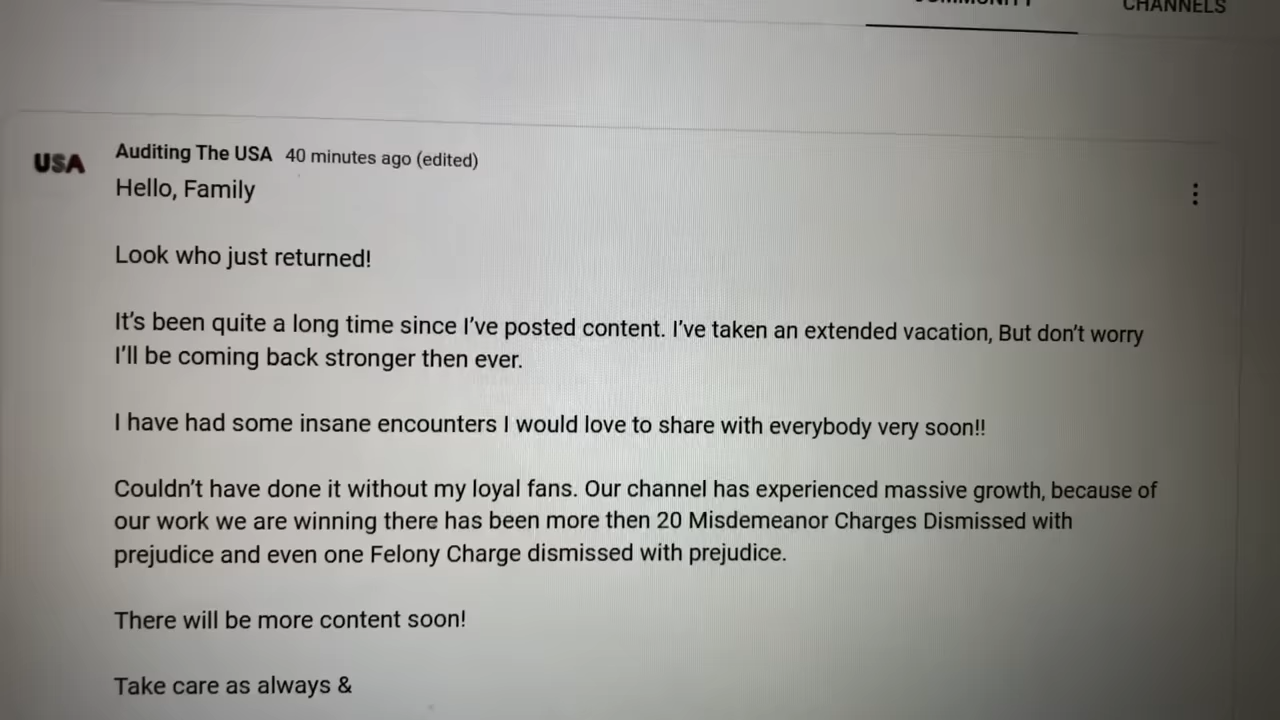 CHANNELS
USA
Auditing The USA 40 minutes ago (edited)
Hello, Family
Look who just returned!
It's been quite a long time since I've posted content. I've taken an extended vacation, But don't worry
I'll be coming back stronger then ever.
I have had some insane encounters I would love to share with everybody very soon!!
Couldn't have done it without my loyal fans. Our channel has experienced massive growth, because of
our work we are winning there has been more then 20 Misdemeanor Charges Dismissed with
prejudice and even one Felony Charge dismissed with prejudice.
There will be more content soon!
Take care as always &